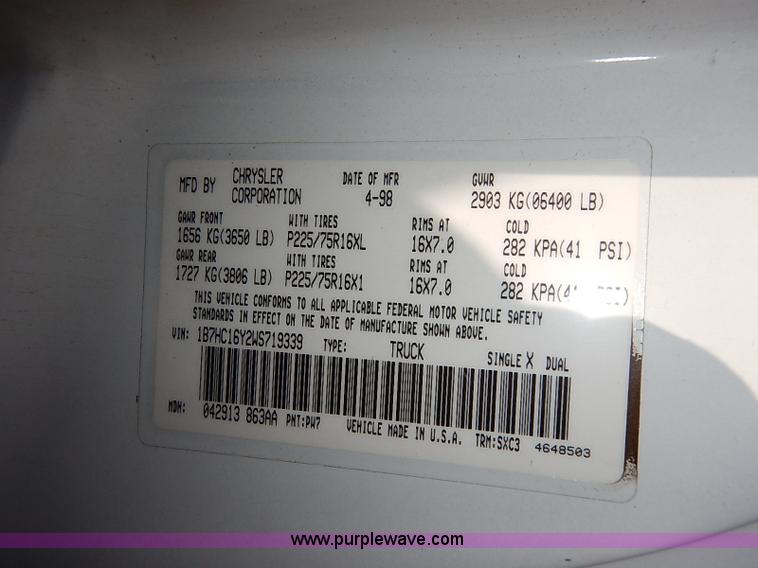 MFD BY CHRYSLER CORPORATION DATE OF MFR 4-98 GVWR 2903 KG(06400 LB)
GAWR FRONT WITH TIRES RIMS AT COLD
1656 KG(3650 LB) P225/75R16XL 16X7.0 282 KPA(41 PSI)
GAWR REAR WITH TIRES RIMS AT COLD
1727 KG(3806 LB) P225/75R16X1 16X7.0 282 KPA(41 PSI)
THIS VEHICLE CONFORMS TO ALL APPLICABLE FEDERAL MOTOR VEHICLE SAFETY
STANDARDS IN EFFECT ON THE DATE OF MANUFACTURE SHOWN ABOVE.
VIN: 1B7HC16Y2WS719339 TYPE: TRUCK SINGLE X DUAL
MDH: 042913 863AA PNT:PW7 VEHICLE MADE IN U.S.A. TRM:SXC3 4648503
www.purplewave.com